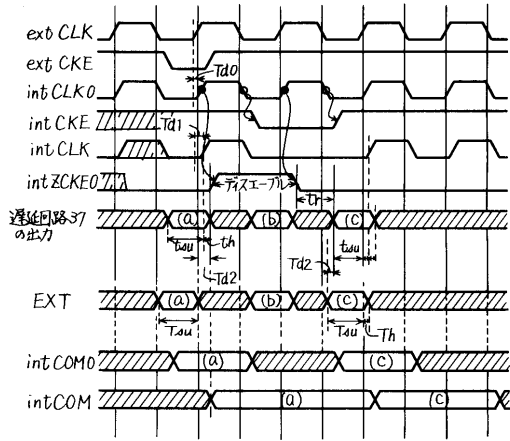 ext CLK
ext CKE
Td0
int CLK0
int CKE
Td1
int CLK
int ZCKE0
ディスエーブル
tr
遅延回路37
の出力
(a)
(b)
(c)
tsu
th
tsu
Td2
Td2
EXT
(a)
(b)
(c)
Tsu
Tsu
Th
int COM0
(a)
(c)
int COM
(a)
(c)